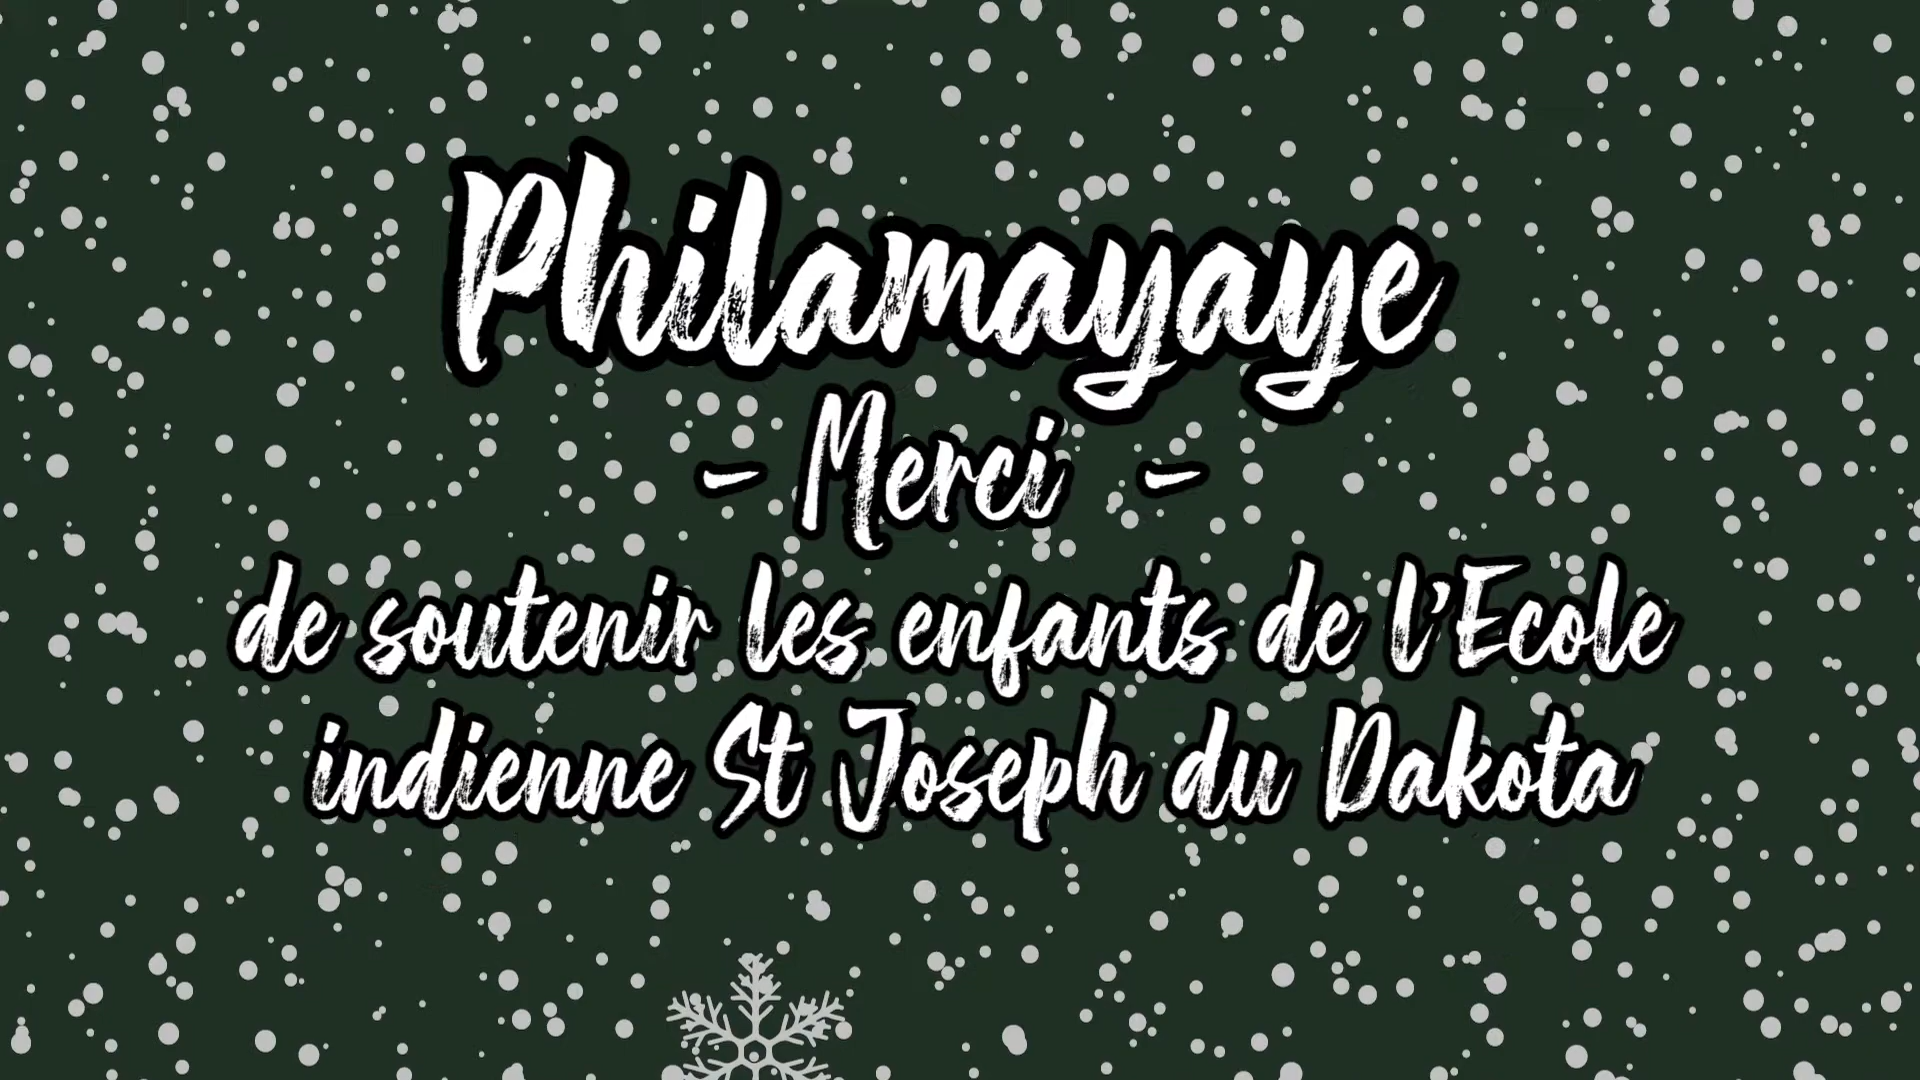 Philamayaye
- Merci -
de soutenir les enfants de l'Ecole
indienne St Joseph du Dakota